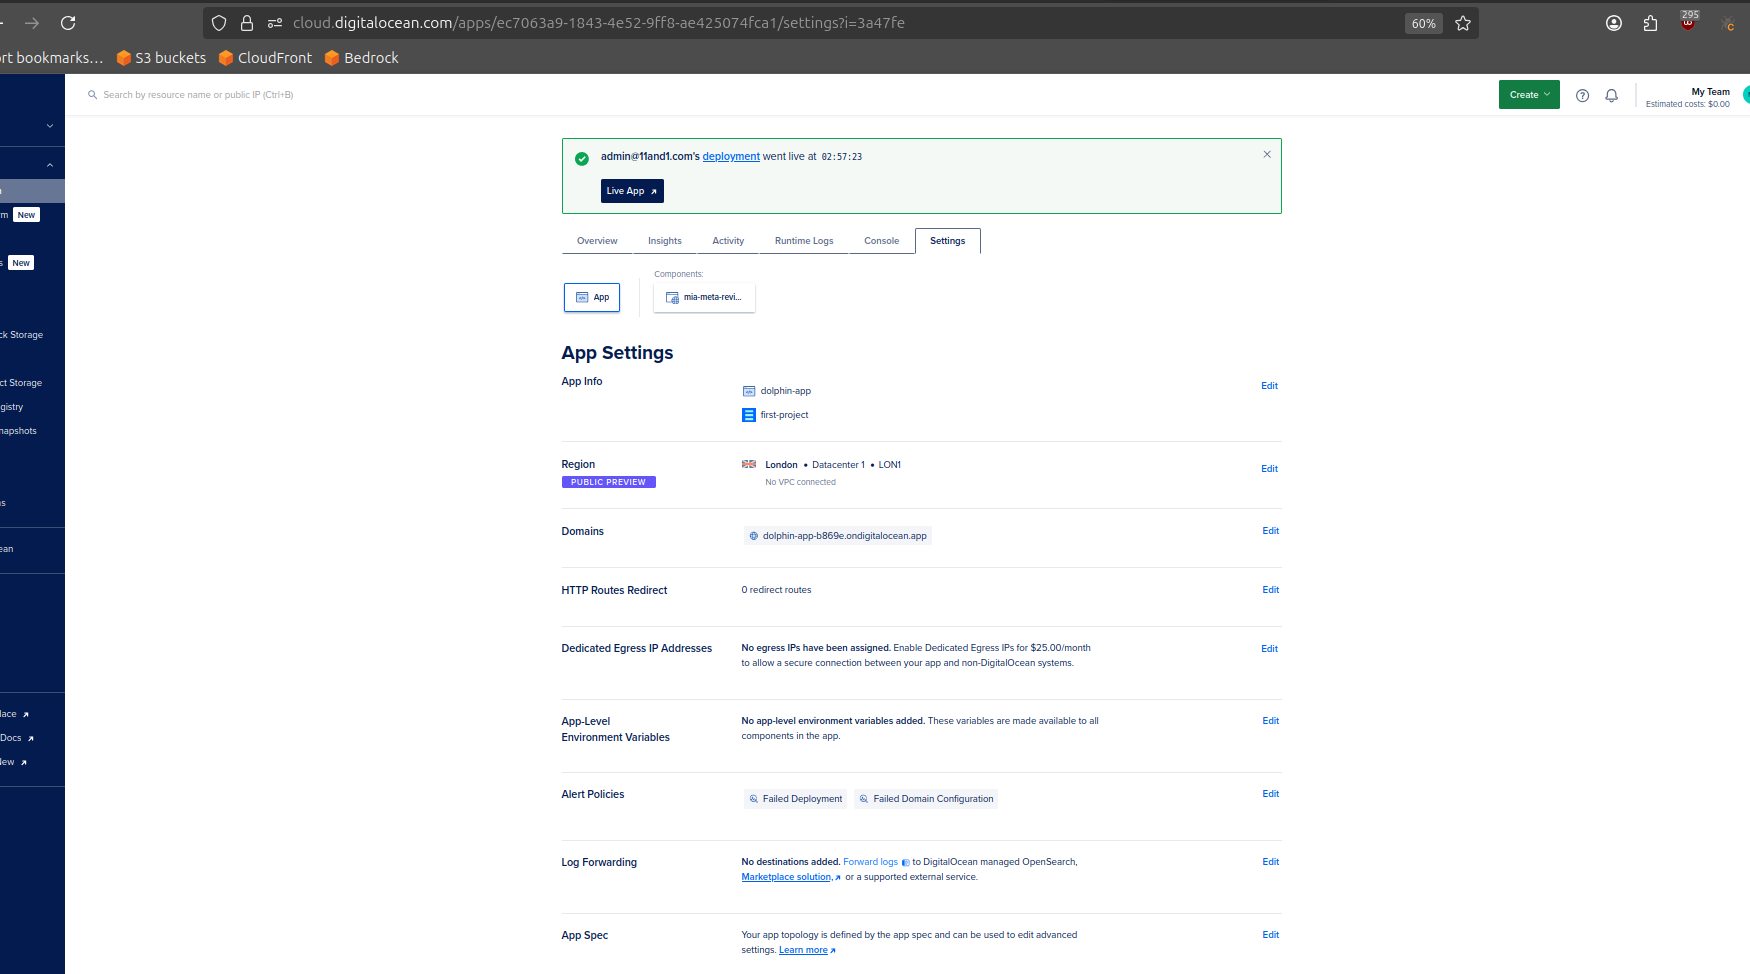 cloud.digitalocean.com/apps/ec7063a9-1843-4e52-9ff8-ae425074fca1/settings?i=3a47fe
60%
295
rt bookmarks...
S3 buckets
CloudFront
Bedrock
Search by resource name or public IP (Ctrl+B)
Create
My Team
Estimated costs: $0.00
New
New
ck Storage
ct Storage
gistry
napshots
ean
lace
Docs
admin@11and1.com's deployment went live at 02:57:23
Live App
Overview
Insights
Activity
Runtime Logs
Console
Settings
Components:
App
mia-meta-revi...
App Settings
App Info
dolphin-app
Edit
first-project
Region
London • Datacenter 1 • LON1
Edit
PUBLIC PREVIEW
No VPC connected
Domains
dolphin-app-b869e.ondigitalocean.app
Edit
HTTP Routes Redirect
0 redirect routes
Edit
Dedicated Egress IP Addresses
No egress IPs have been assigned. Enable Dedicated Egress IPs for $25.00/month
to allow a secure connection between your app and non-DigitalOcean systems.
Edit
App-Level
Environment Variables
No app-level environment variables added. These variables are made available to all
components in the app.
Edit
Alert Policies
Failed Deployment
Failed Domain Configuration
Edit
Log Forwarding
No destinations added. Forward logs to DigitalOcean managed OpenSearch,
Marketplace solution, or a supported external service.
Edit
App Spec
Your app topology is defined by the app spec and can be used to edit advanced
settings. Learn more
Edit